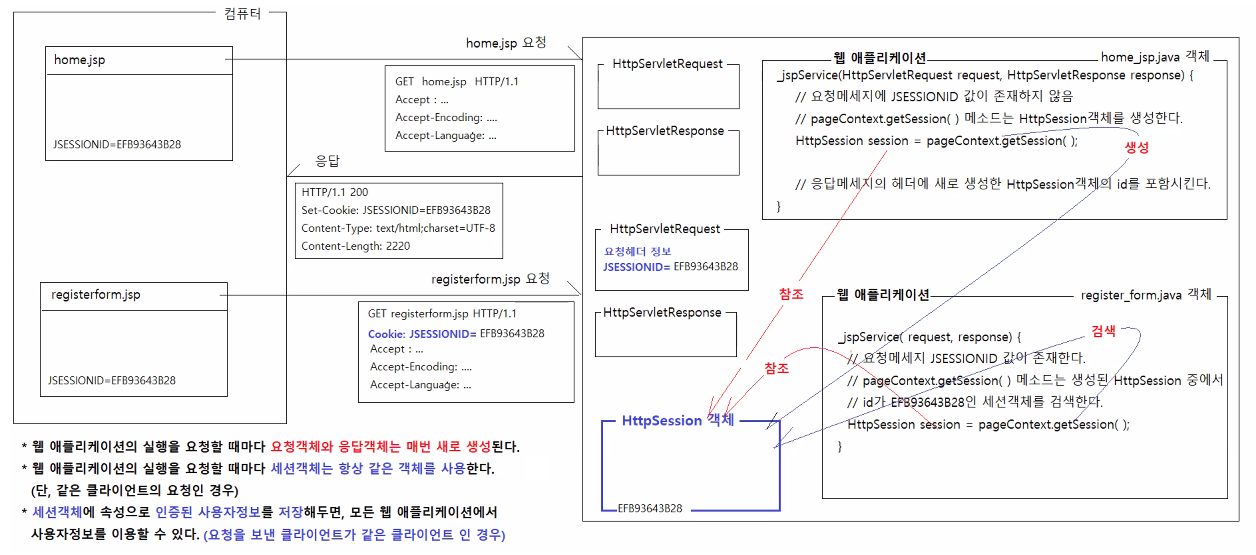 컴퓨터
home.jsp
JSESSIONID=EFB93643B28
home.jsp 요청
GET home.jsp HTTP/1.1
Accept : ...
Accept-Encoding: ....
Accept-Language: ...
응답
HTTP/1.1 200
Set-Cookie: JSESSIONID=EFB93643B28
Content-Type: text/html;charset=UTF-8
Content-Length: 2220
registerform.jsp
JSESSIONID=EFB93643B28
registerform.jsp 요청
GET registerform.jsp HTTP/1.1
Cookie: JSESSIONID= EFB93643B28
Accept : ...
Accept-Encoding: ....
Accept-Language: ...
HttpServletRequest
HttpServletResponse
웹 애플리케이션
home_jsp.java 객체
_jspService(HttpServletRequest request, HttpServletResponse response) {
// 요청메세지에 JSESSIONID 값이 존재하지 않음
// pageContext.getSession( ) 메소드는 HttpSession객체를 생성한다.
HttpSession session = pageContext.getSession( );
생성
// 응답메세지의 헤더에 새로 생성한 HttpSession객체의 id를 포함시킨다.
}
HttpServletRequest
요청헤더 정보
JSESSIONID= EFB93643B28
HttpServletResponse
참조
참조
웹 애플리케이션
register_form.java 객체
검색
_jspService( request, response) {
// 요청메세지 JSESSIONID 값이 존재한다.
// pageContext.getSession( ) 메소드는 생성된 HttpSession 중에서
// id가 EFB93643B28인 세션객체를 검색한다.
HttpSession session = pageContext.getSession( );
}
HttpSession 객체
EFB93643B28
* 웹 애플리케이션의 실행을 요청할 때마다 요청객체와 응답객체는 매번 새로 생성된다.
* 웹 애플리케이션의 실행을 요청할 때마다 세션객체는 항상 같은 객체를 사용한다.
(단, 같은 클라이언트의 요청인 경우)
* 세션객체에 속성으로 인증된 사용자정보를 저장해두면, 모든 웹 애플리케이션에서
사용자정보를 이용할 수 있다. (요청을 보낸 클라이언트가 같은 클라이언트 인 경우)